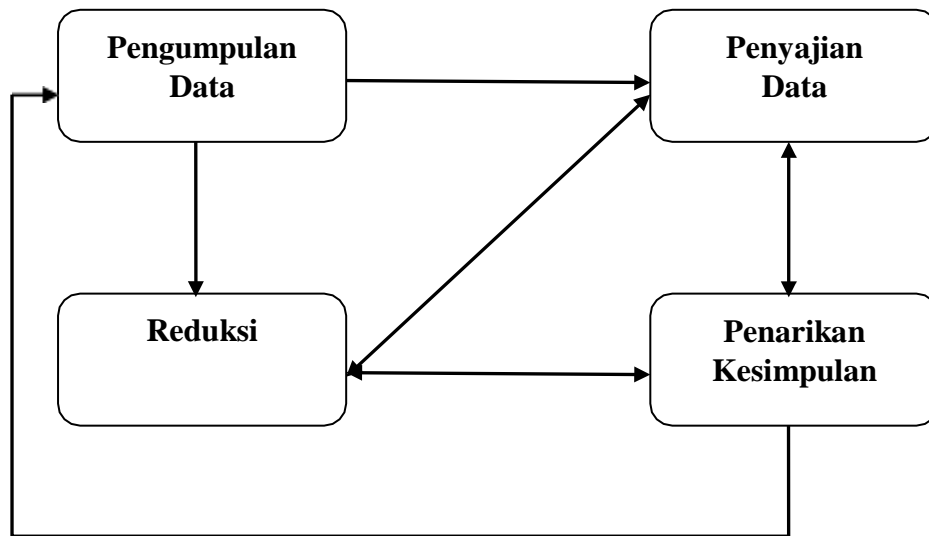 Pengumpulan
Data
Penyajian
Data
Reduksi
Penarikan
Kesimpulan